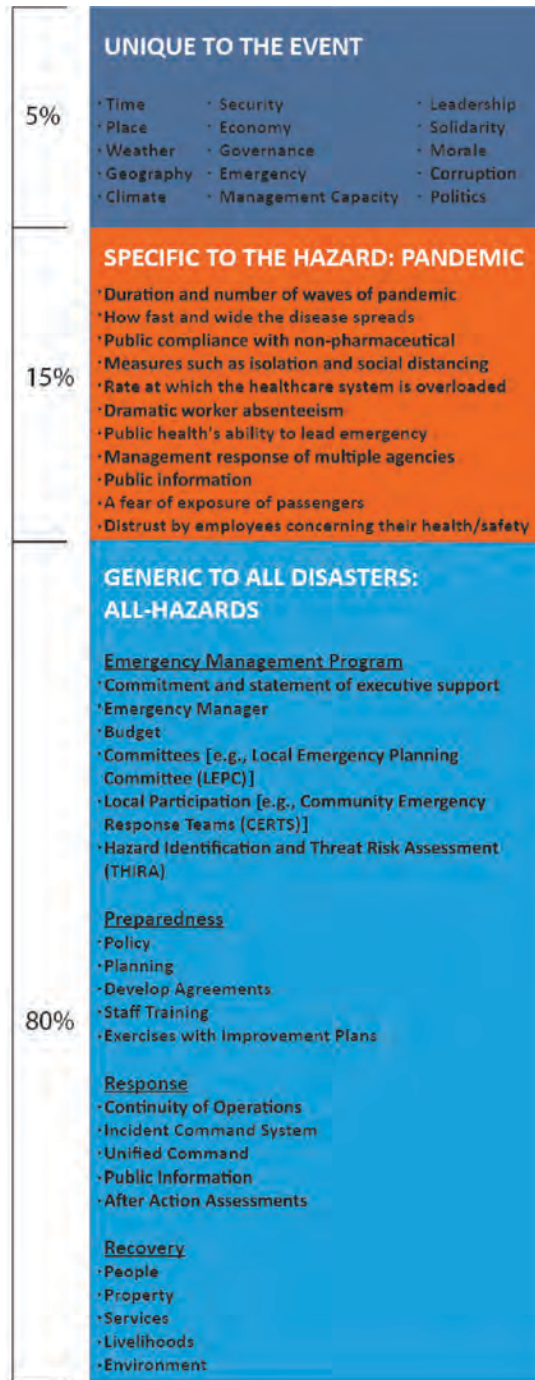 5%
UNIQUE TO THE EVENT
· Time
· Place
· Weather
· Geography
· Climate
· Security
· Economy
· Governance
· Emergency
· Management Capacity
· Leadership
· Solidarity
· Morale
· Corruption
· Politics
15%
SPECIFIC TO THE HAZARD: PANDEMIC
· Duration and number of waves of pandemic
· How fast and wide the disease spreads
· Public compliance with non-pharmaceutical
· Measures such as isolation and social distancing
· Rate at which the healthcare system is overloaded
· Dramatic worker absenteeism
· Public health's ability to lead emergency
· Management response of multiple agencies
· Public information
· A fear of exposure of passengers
· Distrust by employees concerning their health/safety
80%
GENERIC TO ALL DISASTERS:
ALL-HAZARDS
Emergency Management Program
· Commitment and statement of executive support
· Emergency Manager
· Budget
· Committees [e.g., Local Emergency Planning
Committee (LEPC)]
· Local Participation [e.g., Community Emergency
Response Teams (CERTS)]
· Hazard Identification and Threat Risk Assessment
(THIRA)
Preparedness
· Policy
· Planning
· Develop Agreements
· Staff Training
· Exercises with Improvement Plans
Response
· Continuity of Operations
· Incident Command System
· Unified Command
· Public Information
· After Action Assessments
Recovery
· People
· Property
· Services
· Livelihoods
· Environment